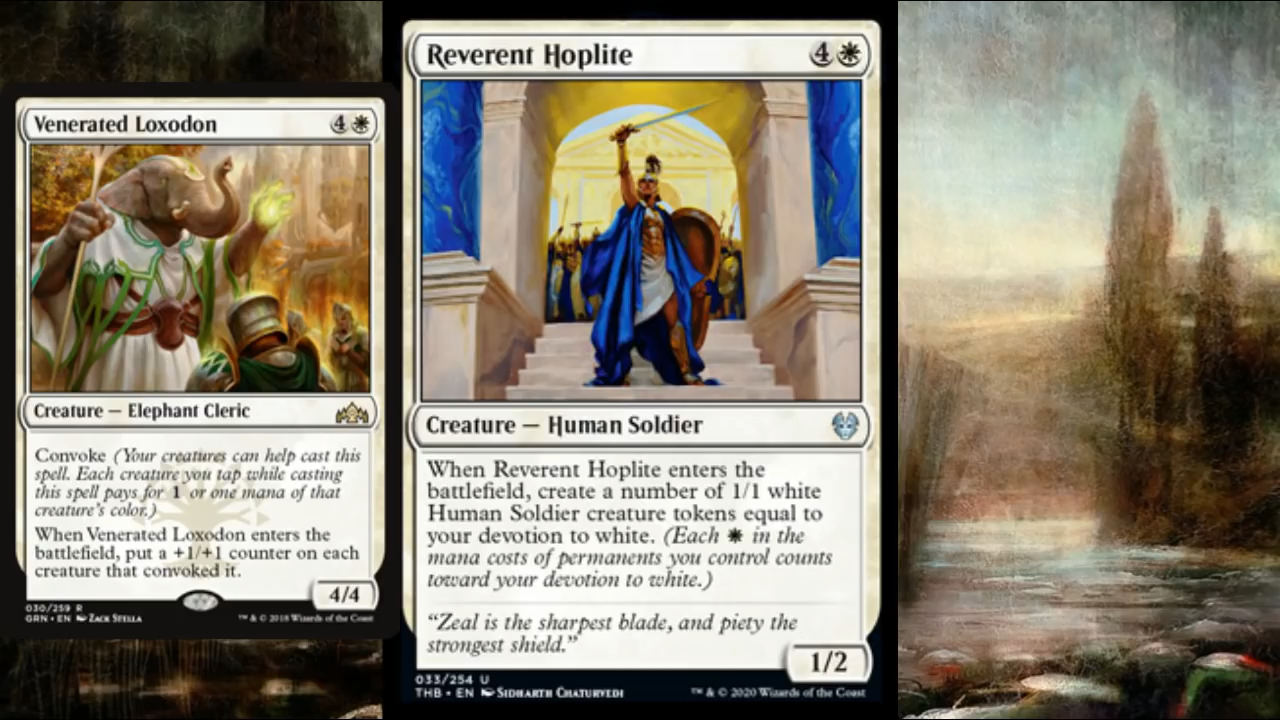 Venerated Loxodon 4
Creature — Elephant Cleric
Convoke (Your creatures can help cast this
spell. Each creature you tap while casting
this spell pays for 1 or one mana of that
creature's color.)
When Venerated Loxodon enters the
battlefield, put a +1/+1 counter on each
creature that convoked it.
4/4
030/259 R
GRN • EN Zack Stella
™ & © 2018 Wizards of the Coast
Reverent Hoplite 4
Creature — Human Soldier
When Reverent Hoplite enters the
battlefield, create a number of 1/1 white
Human Soldier creature tokens equal to
your devotion to white. (Each in the
mana costs of permanents you control counts
toward your devotion to white.)
“Zeal is the sharpest blade, and piety the
strongest shield.”
1/2
033/254 U
THB • EN Sidharth Chaturvedi
™ & © 2020 Wizards of the Coast